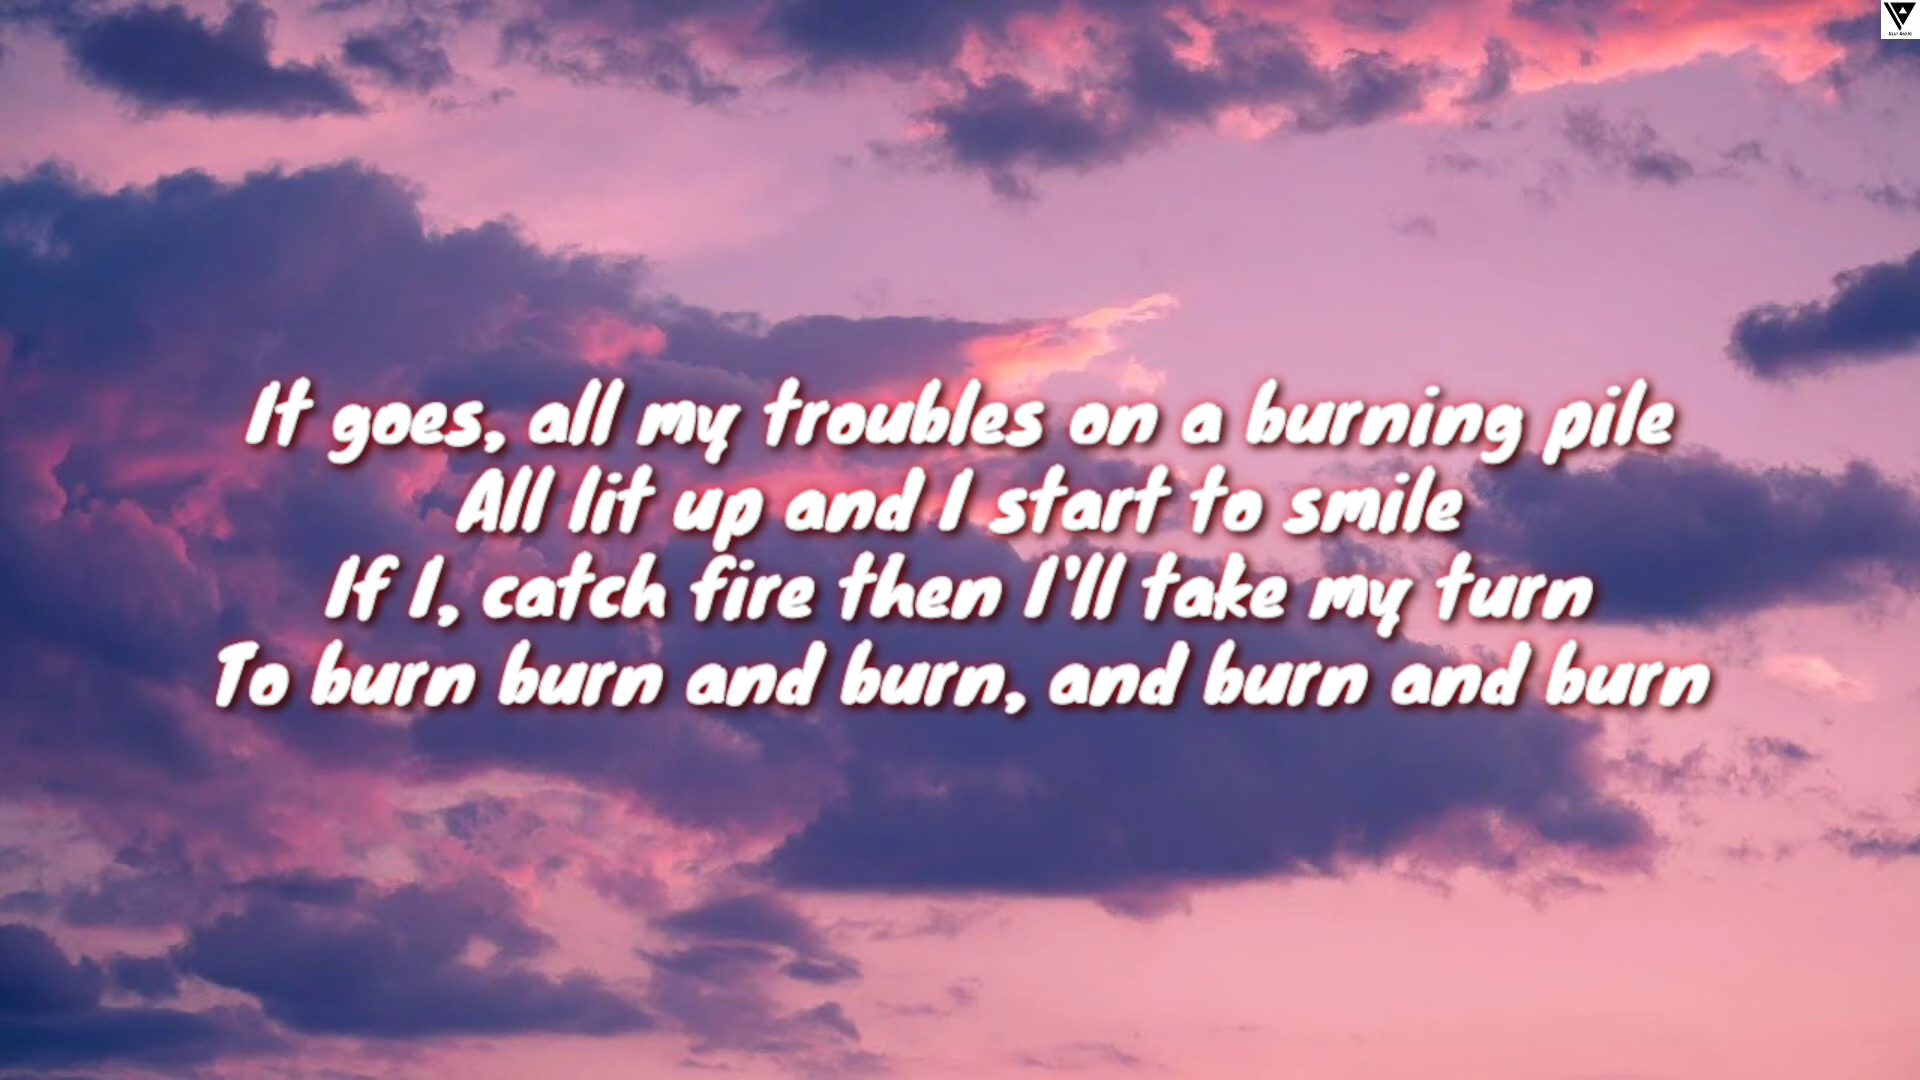 It goes, all my troubles on a burning pile
All lit up and I start to smile
If I, catch fire then I'll take my turn
To burn burn and burn, and burn and burn